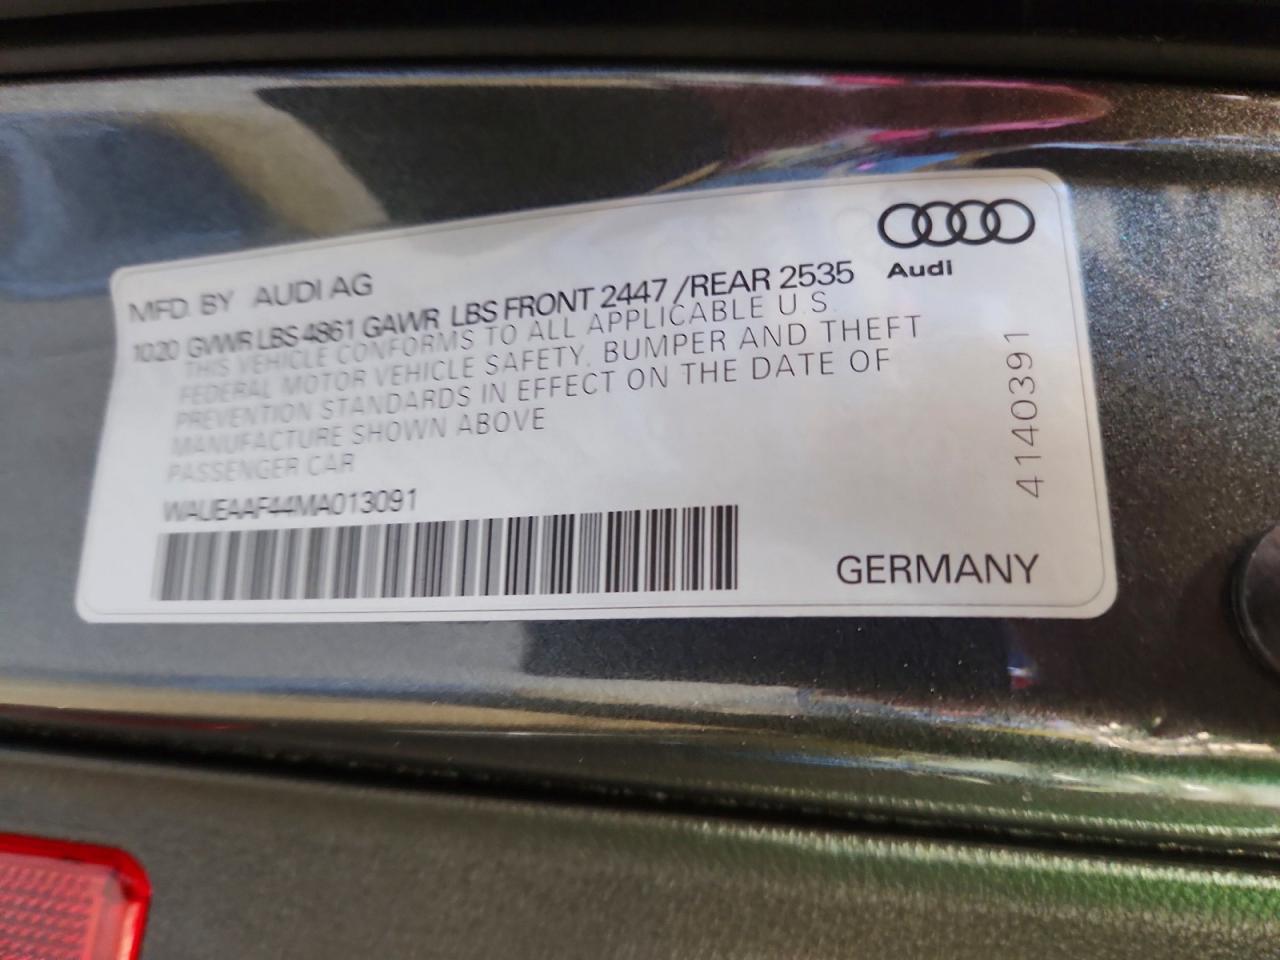 Audi
MFD. BY AUDI AG
10.20 GVWR LBS 4861 GAWR LBS FRONT 2447 /REAR 2535
THIS VEHICLE CONFORMS TO ALL APPLICABLE U.S.
FEDERAL MOTOR VEHICLE SAFETY, BUMPER AND THEFT
PREVENTION STANDARDS IN EFFECT ON THE DATE OF
MANUFACTURE SHOWN ABOVE
PASSENGER CAR
WAUEAAF44MA013091
GERMANY
4140391